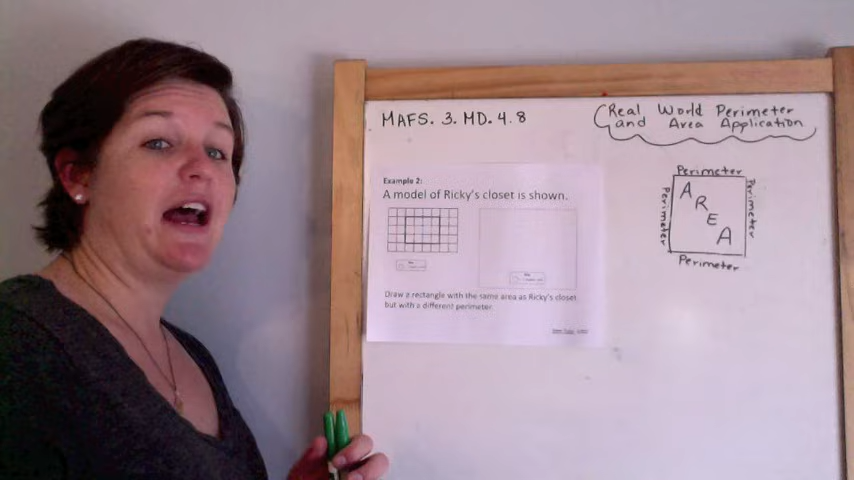 MAFS. 3. MD. 4. 8
Real World Perimeter
and Area Application
Example 2:
A model of Ricky's closet is shown.
Draw a rectangle with the same area as Ricky's closet
but with a different perimeter.
Perimeter
Perimeter
AREA
Perimeter
Perimeter